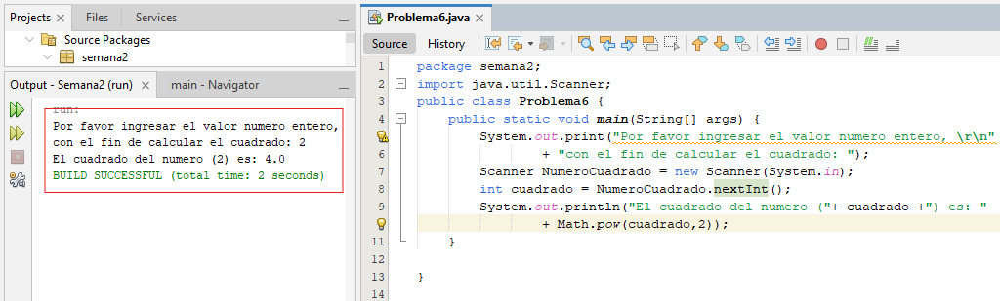 Projects
Files
Services
Source Packages
semana2
Output - Semana2 (run)
main - Navigator
run:
Por favor ingresar el valor numero entero,
con el fin de calcular el cuadrado: 2
El cuadrado del numero (2) es: 4.0
BUILD SUCCESSFUL (total time: 2 seconds)
Problema6.java
Source
History
1 package semana2;
2 import java.util.Scanner;
3 public class Problema6 {
4 public static void main(String[] args) {
System.out.print("Por favor ingresar el valor numero entero, \r\n"
6 + "con el fin de calcular el cuadrado: ");
7 Scanner NumeroCuadrado = new Scanner(System.in);
8 int cuadrado = NumeroCuadrado.nextInt();
9 System.out.println("El cuadrado del numero ("+ cuadrado +") es: "
+ Math.pow(cuadrado,2));
11 }
12
13 }
14